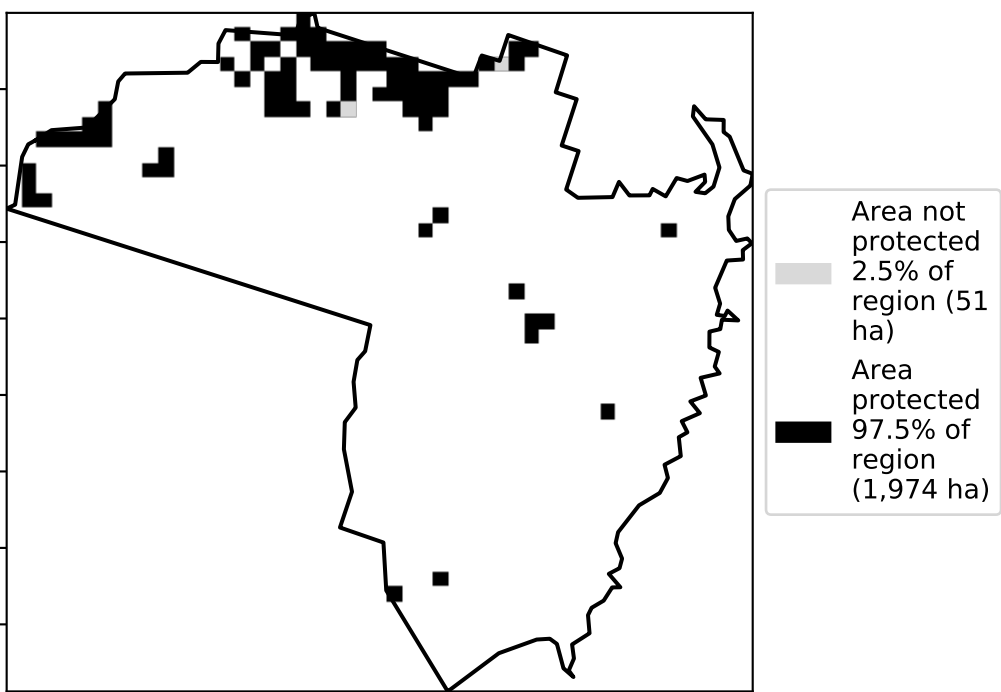 Area not
protected
2.5% of
region (51
ha)
Area
protected
97.5% of
region
(1,974 ha)